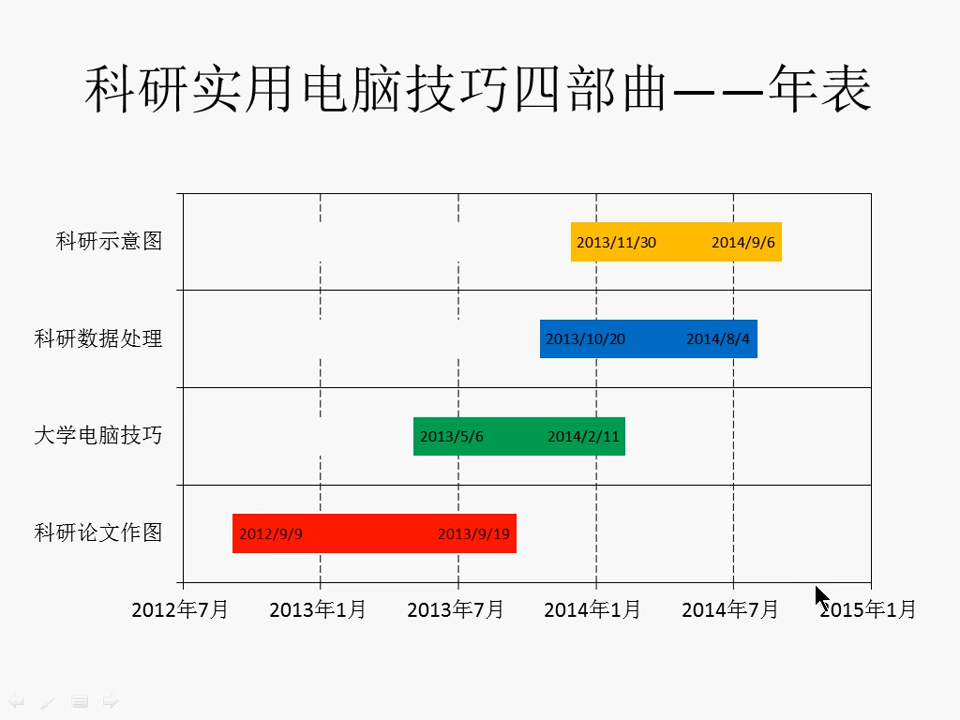 科研实用电脑技巧四部曲——年表
科研示意图
2013/11/30 2014/9/6
科研数据处理
2013/10/20 2014/8/4
大学电脑技巧
2013/5/6 2014/2/11
科研论文作图
2012/9/9 2013/9/19
2012年7月 2013年1月 2013年7月 2014年1月 2014年7月 2015年1月